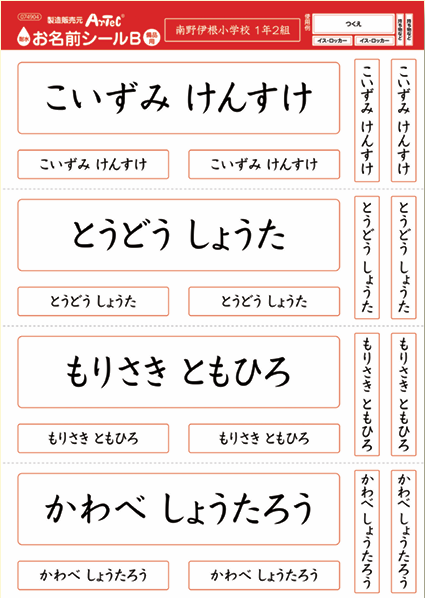 074904 製造販売元 ArTeC
耐水 お名前シールB 備品用
南野伊根小学校 1年2組
使用例
つくえ
イス・ロッカー イス・ロッカー
こいずみ けんすけ
こいずみ けんすけ こいずみ けんすけ
こいずみ けんすけ
こいずみ けんすけ
とうどう しょうた
とうどう しょうた とうどう しょうた
とうどう しょうた
とうどう しょうた
もりさき ともひろ
もりさき ともひろ もりさき ともひろ
もりさき ともひろ
もりさき ともひろ
かわべ しょうたろう
かわべ しょうたろう かわべ しょうたろう
かわべ しょうたろう
かわべ しょうたろう